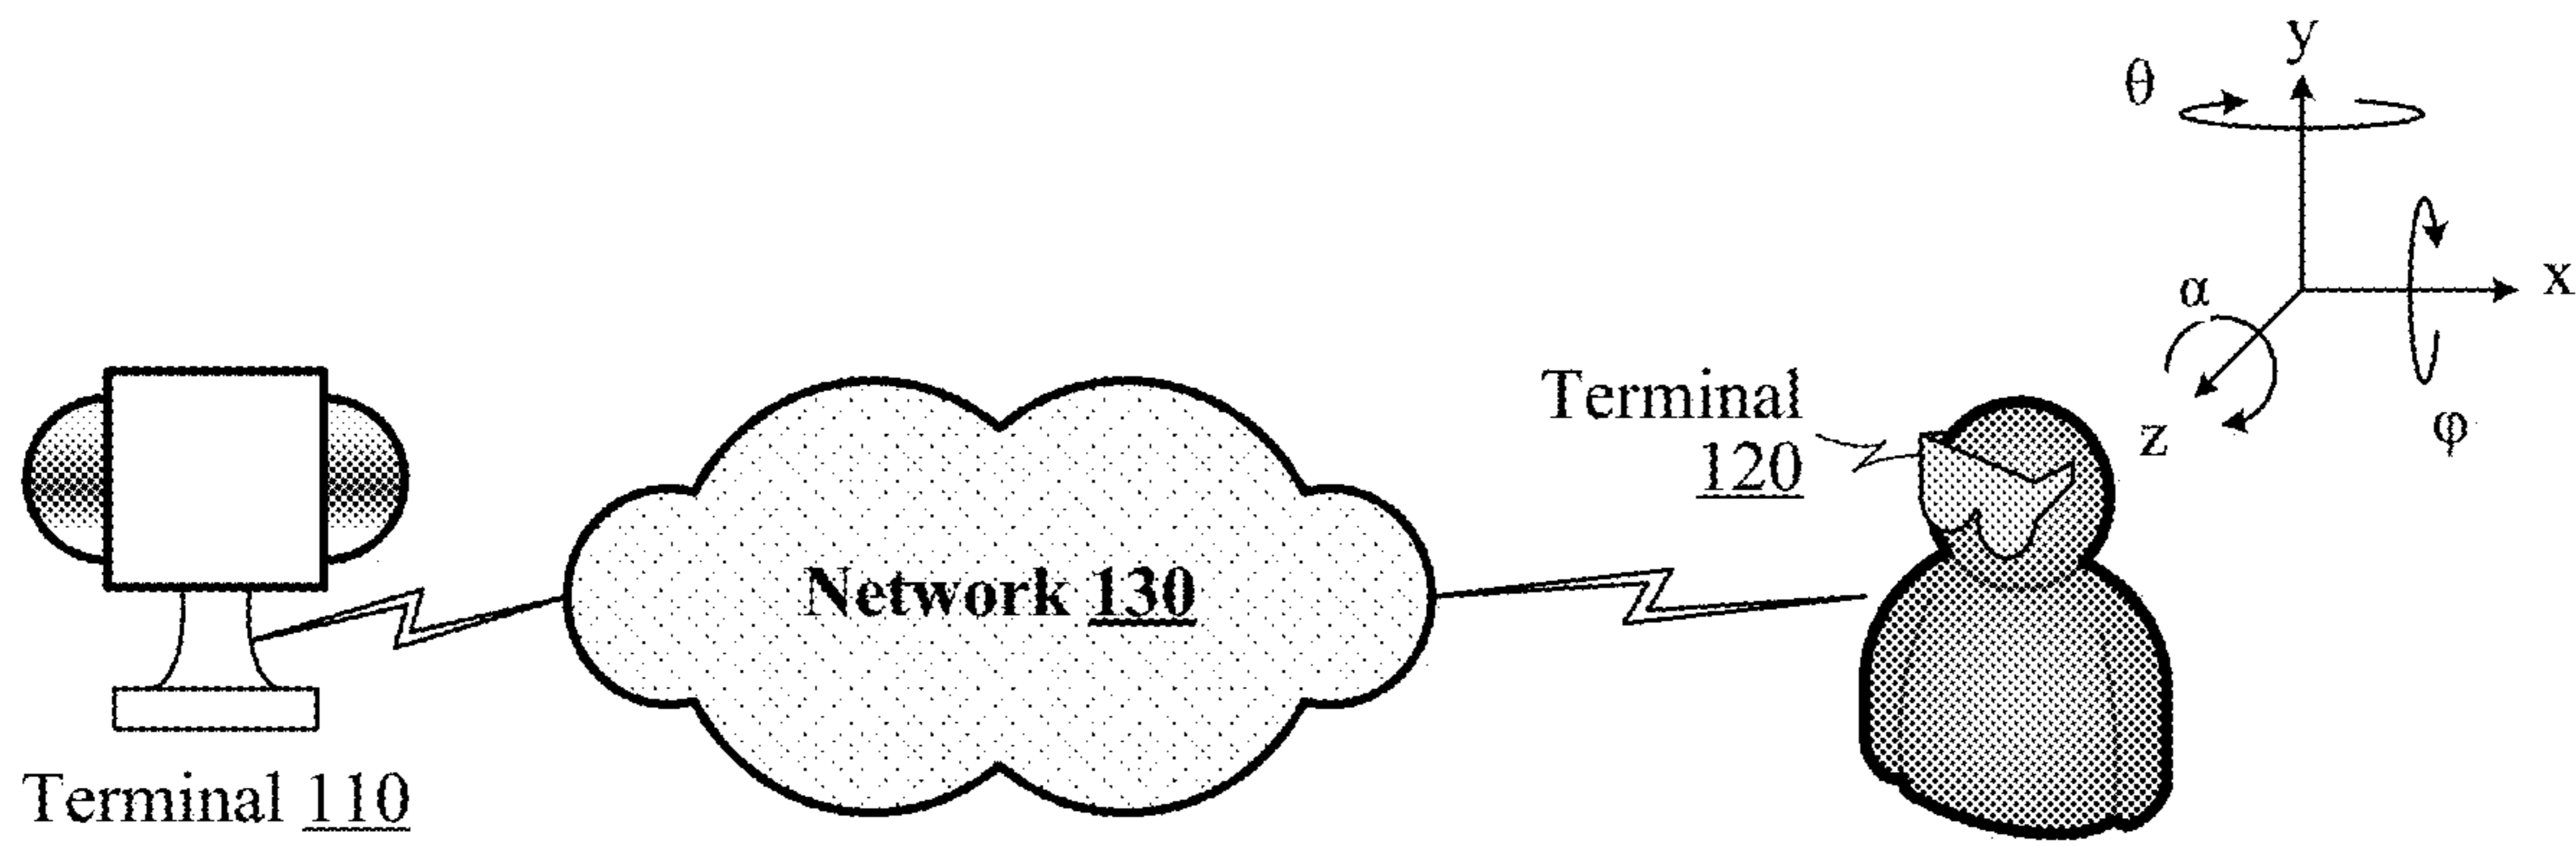 y
θ
x
α
z
φ
Terminal
120
Network 130
Terminal 110